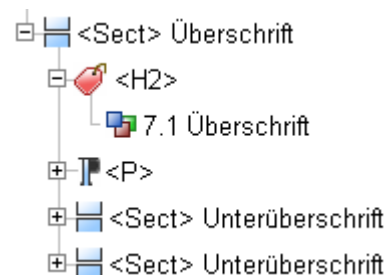 <Sect> Überschrift
<H2>
7.1 Überschrift
<P>
<Sect> Unterüberschrift
<Sect> Unterüberschrift